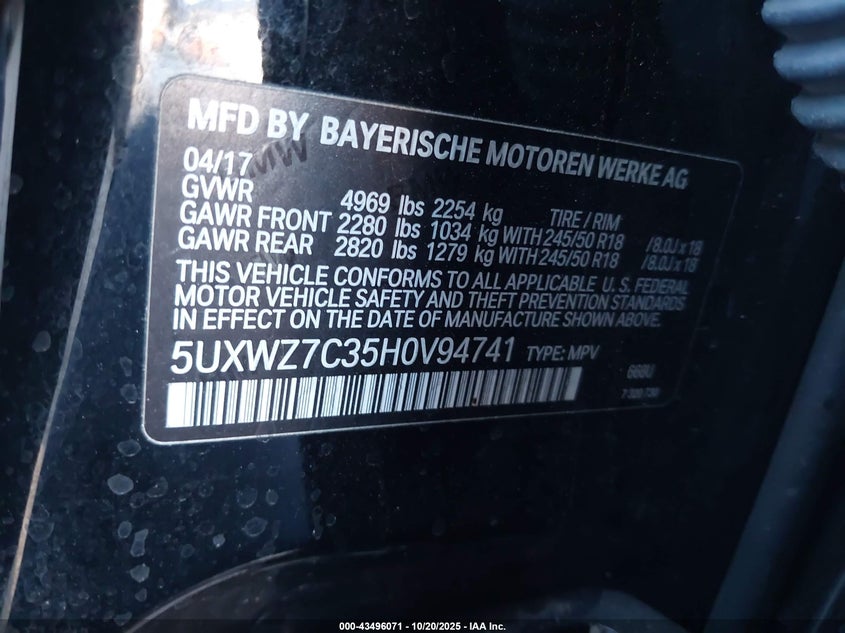 MFD BY BAYERISCHE MOTOREN WERKE AG
BMW
04/17
GVWR 4969 lbs 2254 kg TIRE / RIM
GAWR FRONT 2280 lbs 1034 kg WITH 245/50 R18 /8.0J x 18
GAWR REAR 2820 lbs 1279 kg WITH 245/50 R18 /8.0J x 18
THIS VEHICLE CONFORMS TO ALL APPLICABLE U. S. FEDERAL
MOTOR VEHICLE SAFETY AND THEFT PREVENTION STANDARDS
IN EFFECT ON THE DATE OF MANUFACTURE SHOWN ABOVE.
5UXWZ7C35H0V94741 TYPE: MPV
000-43496071 | 10/20/2025 - IAA Inc.